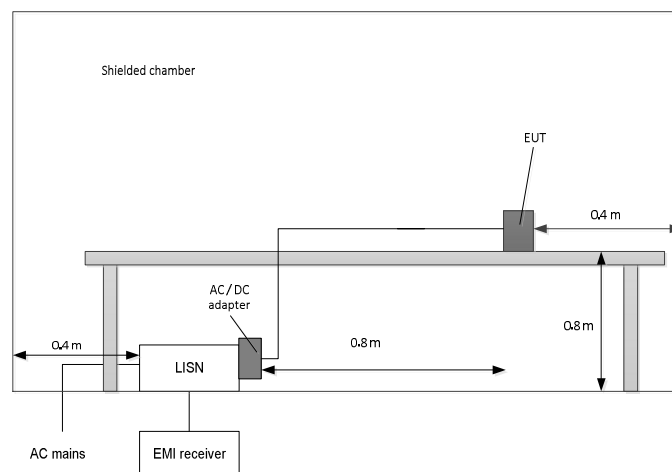 Shielded chamber
EUT
0.4 m
AC/DC
adapter
0.8 m
0.4 m
0.8 m
LISN
AC mains
EMI receiver